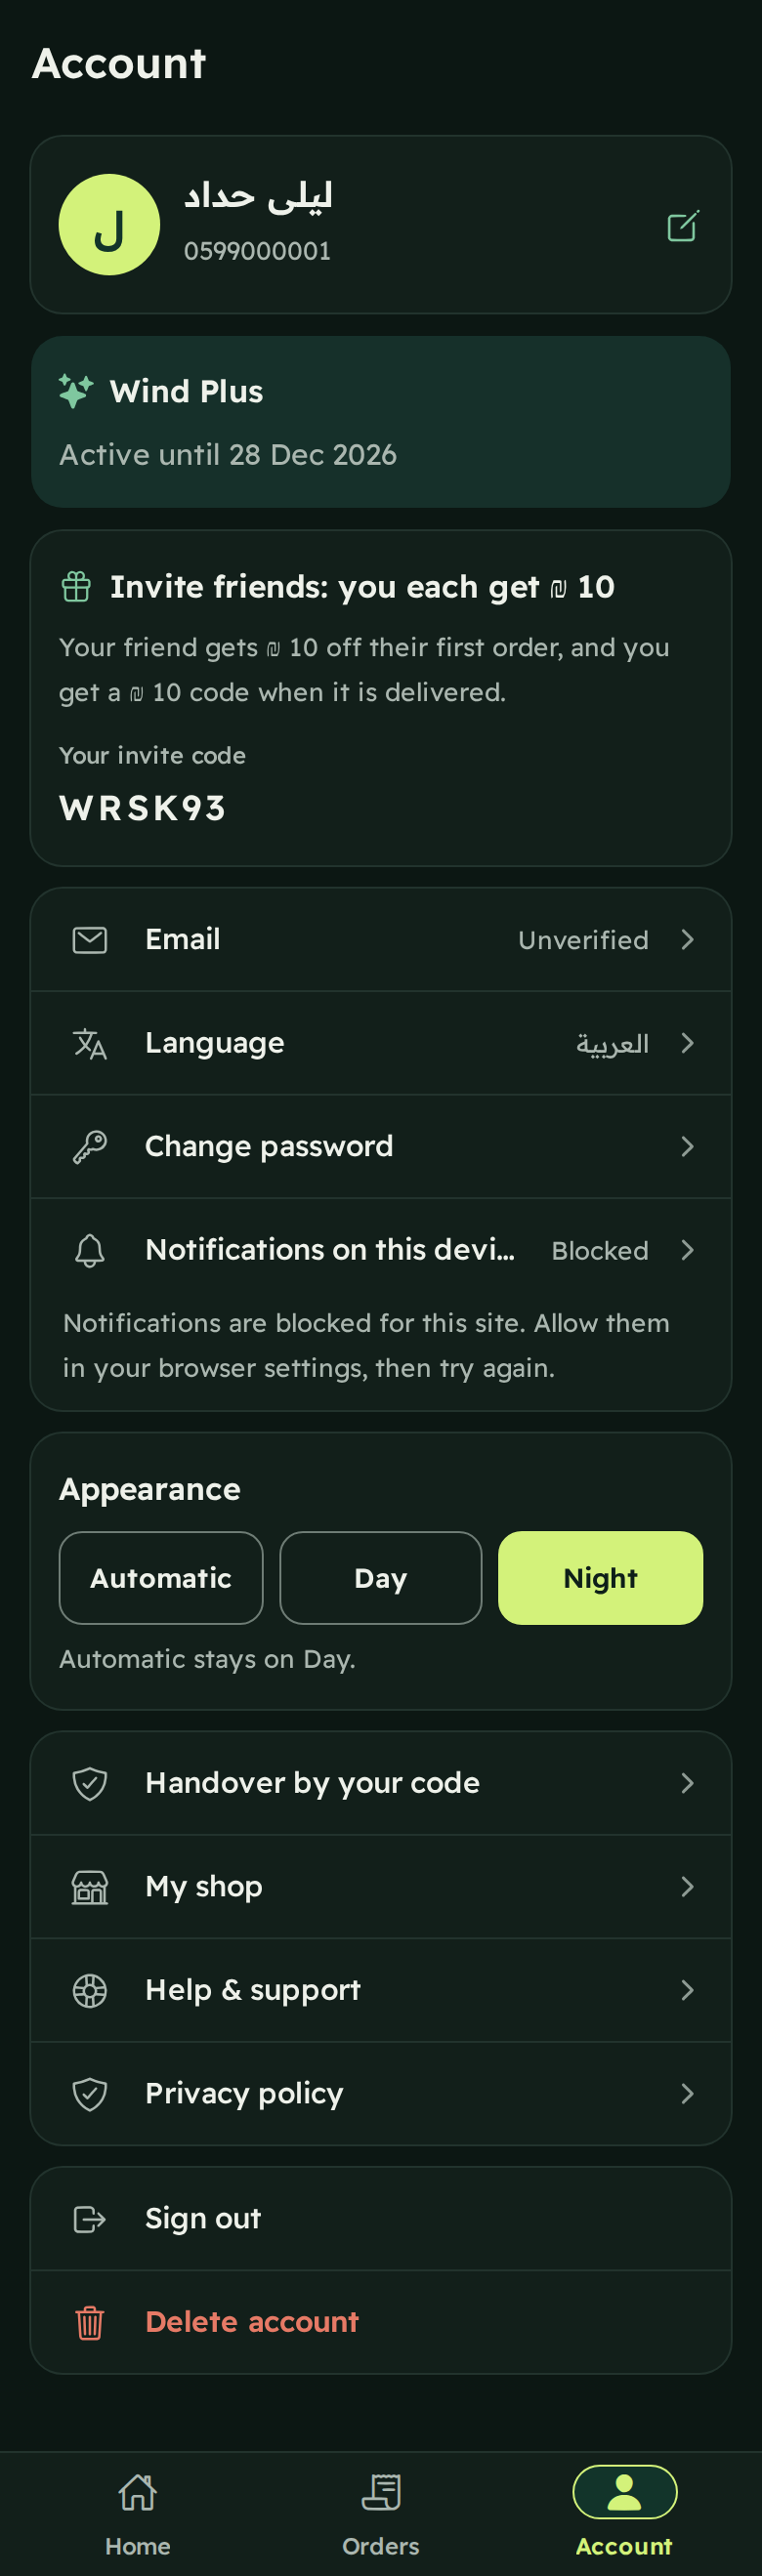 Account
ل
ليلى حداد
0599000001
Wind Plus
Active until 28 Dec 2026
Invite friends: you each get ₪ 10
Your friend gets ₪ 10 off their first order, and you
get a ₪ 10 code when it is delivered.
Your invite code
WRSK93
Email Unverified
Language العربية
Change password
Notifications on this devi... Blocked
Notifications are blocked for this site. Allow them
in your browser settings, then try again.
Appearance
Automatic Day Night
Automatic stays on Day.
Handover by your code
My shop
Help & support
Privacy policy
Sign out
Delete account
Home Orders Account